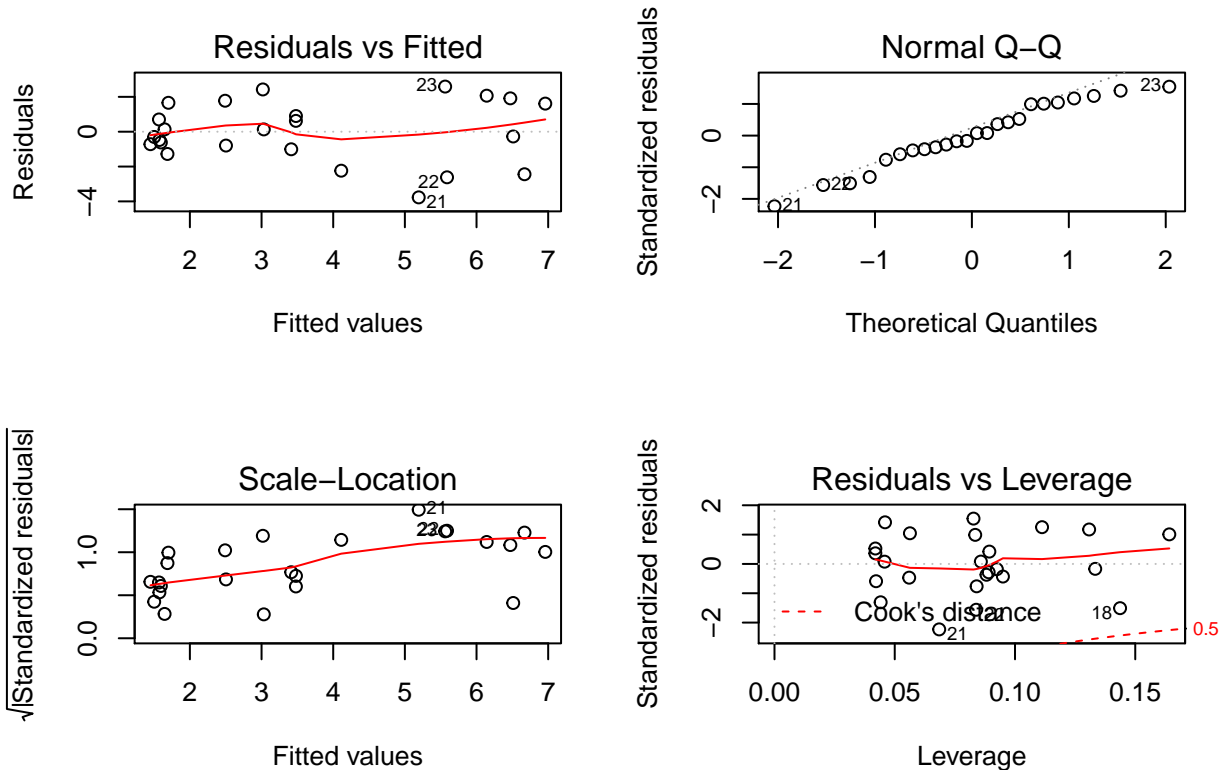 Residuals vs Fitted
Residuals
0
−4
23
22
21
2 3 4 5 6 7
Fitted values
Normal Q−Q
Standardized residuals
0
−2
21
22
23
−2 −1 0 1 2
Theoretical Quantiles
Scale−Location
√|Standardized residuals|
1.0
0.0
21
2 3 4 5 6 7
Fitted values
Residuals vs Leverage
Standardized residuals
2
0
−2
Cook's distance
21
18
0.5
0.00 0.05 0.10 0.15
Leverage